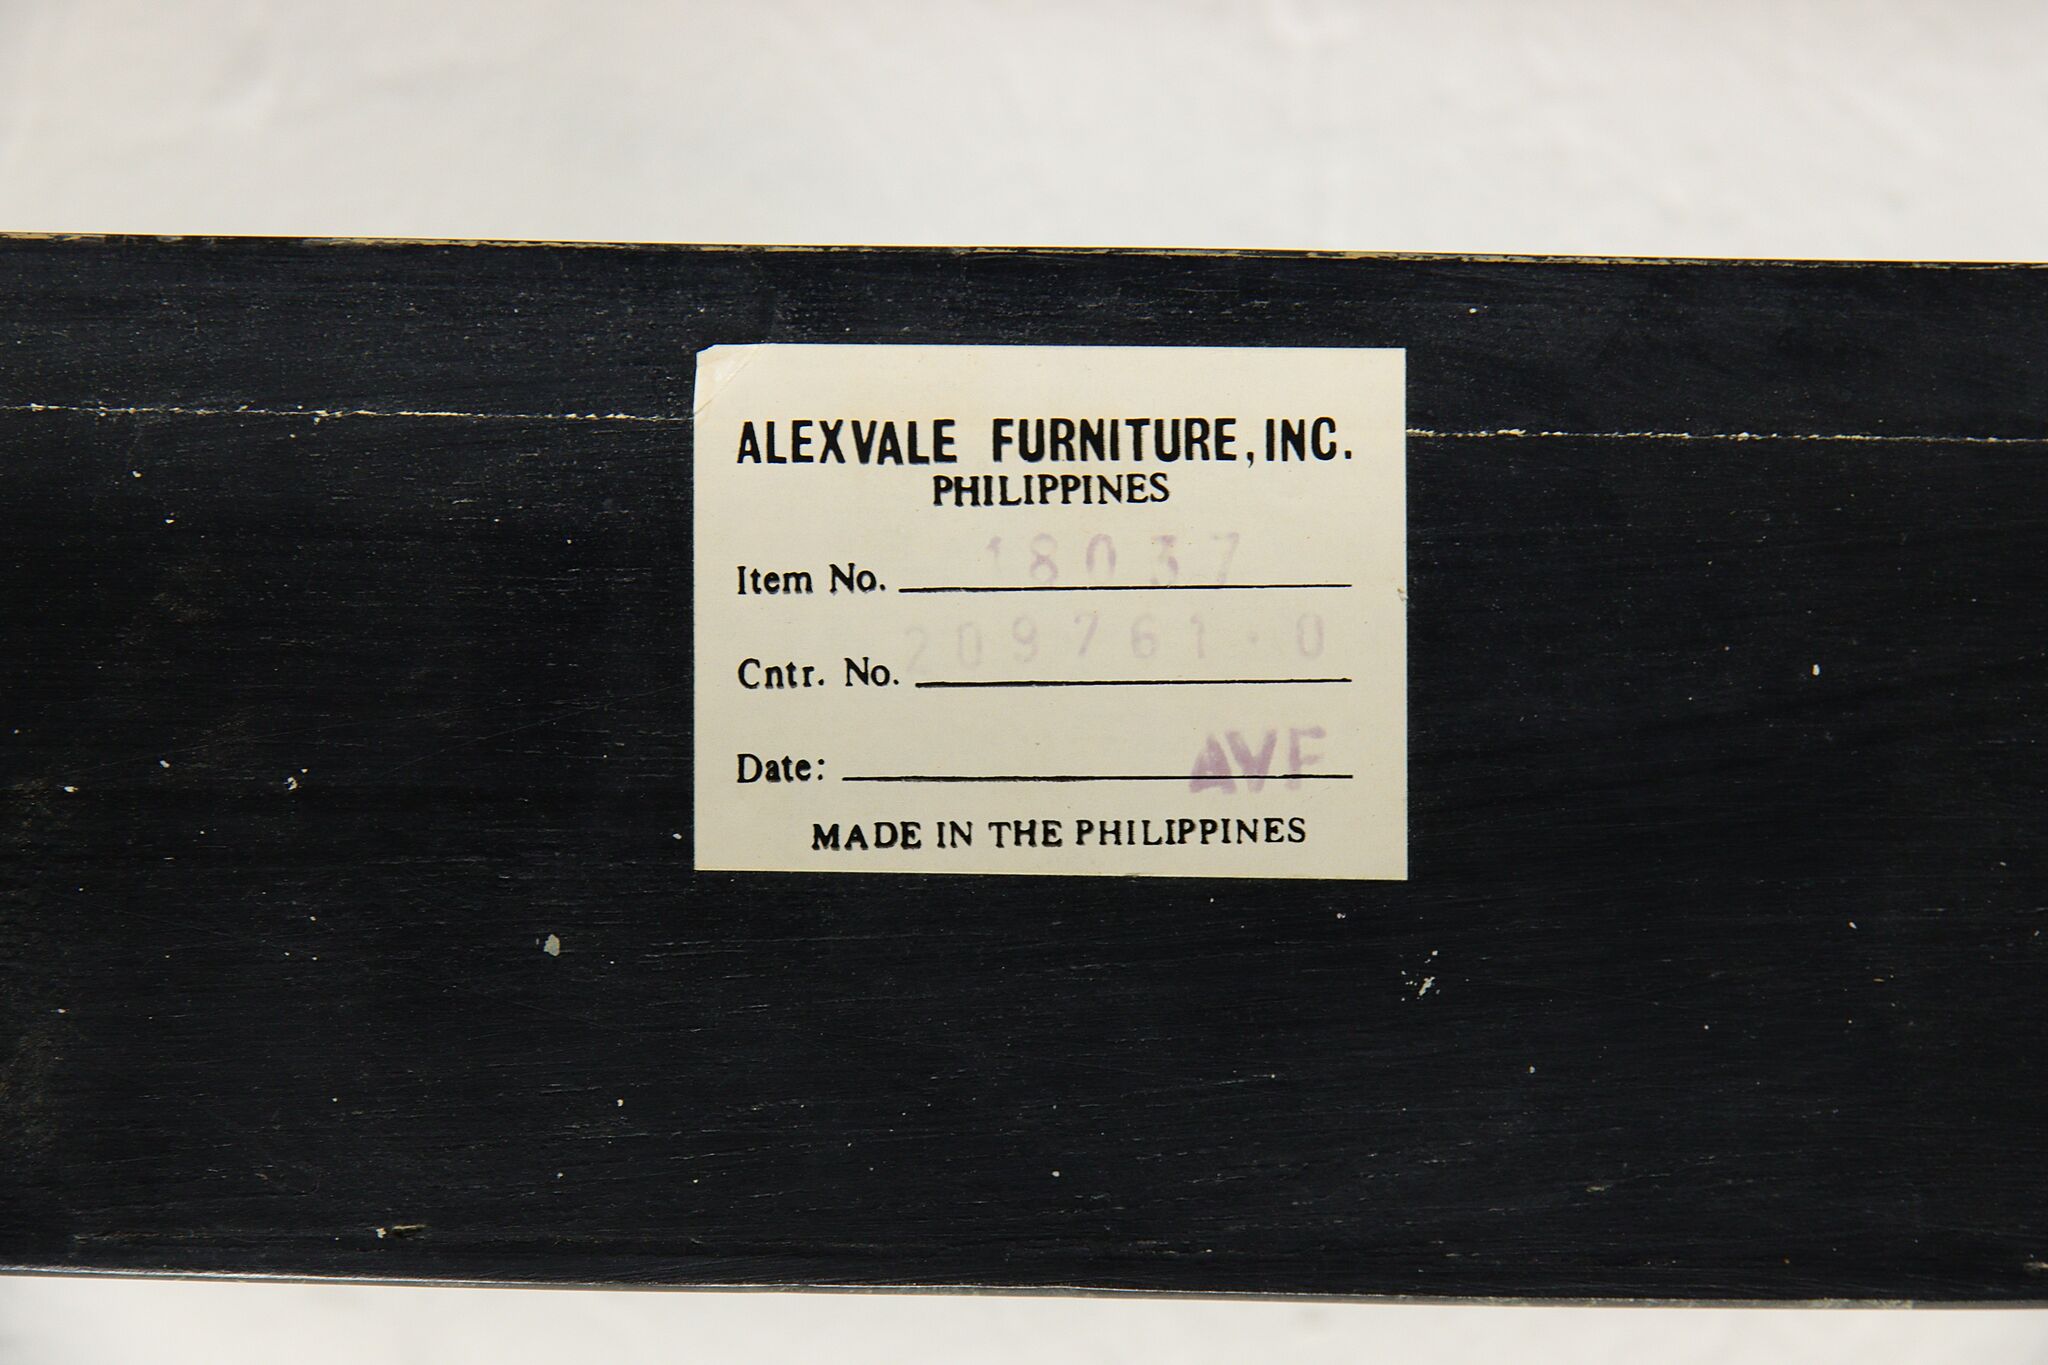 ALEXVALE FURNITURE, INC.
PHILIPPINES
Item No. 18037
Cntr. No. 209761·0
Date: AVF
MADE IN THE PHILIPPINES